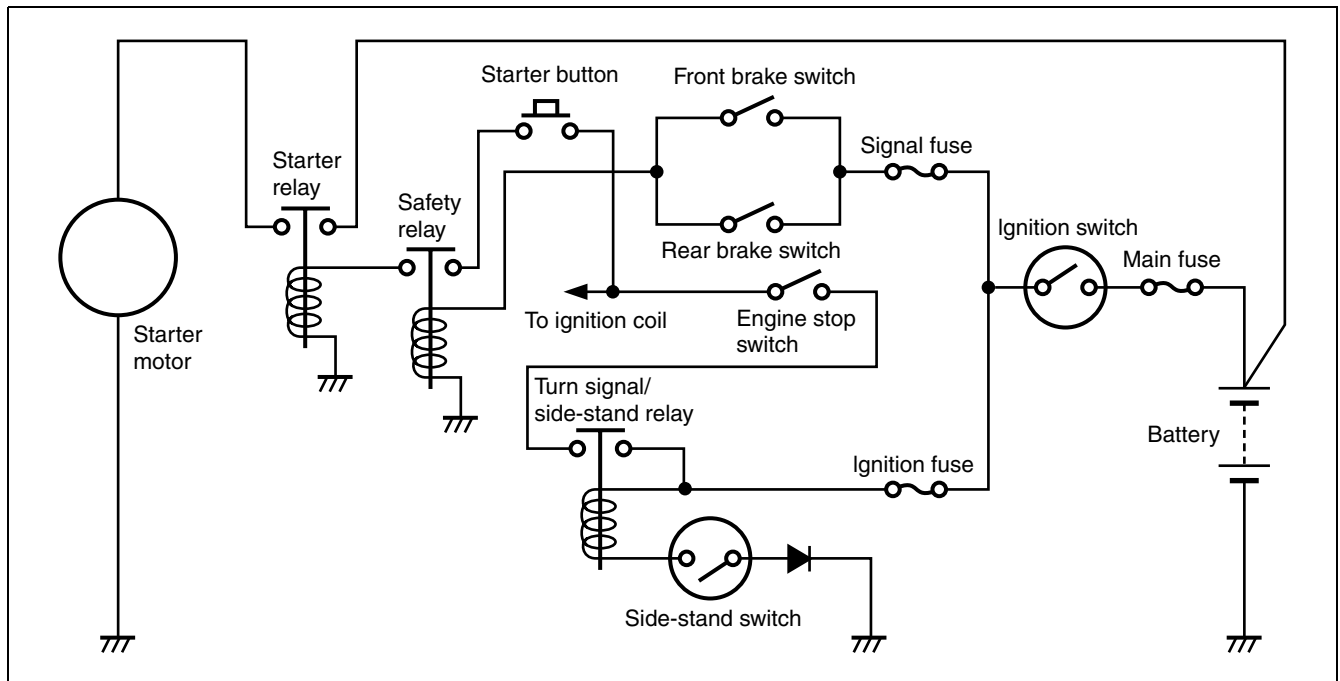 Starter button
Front brake switch
Signal fuse
Starter
relay
Safety
relay
Rear brake switch
Ignition switch
Main fuse
To ignition coil
Engine stop
switch
Starter
motor
Turn signal/
side-stand relay
Battery
Ignition fuse
Side-stand switch